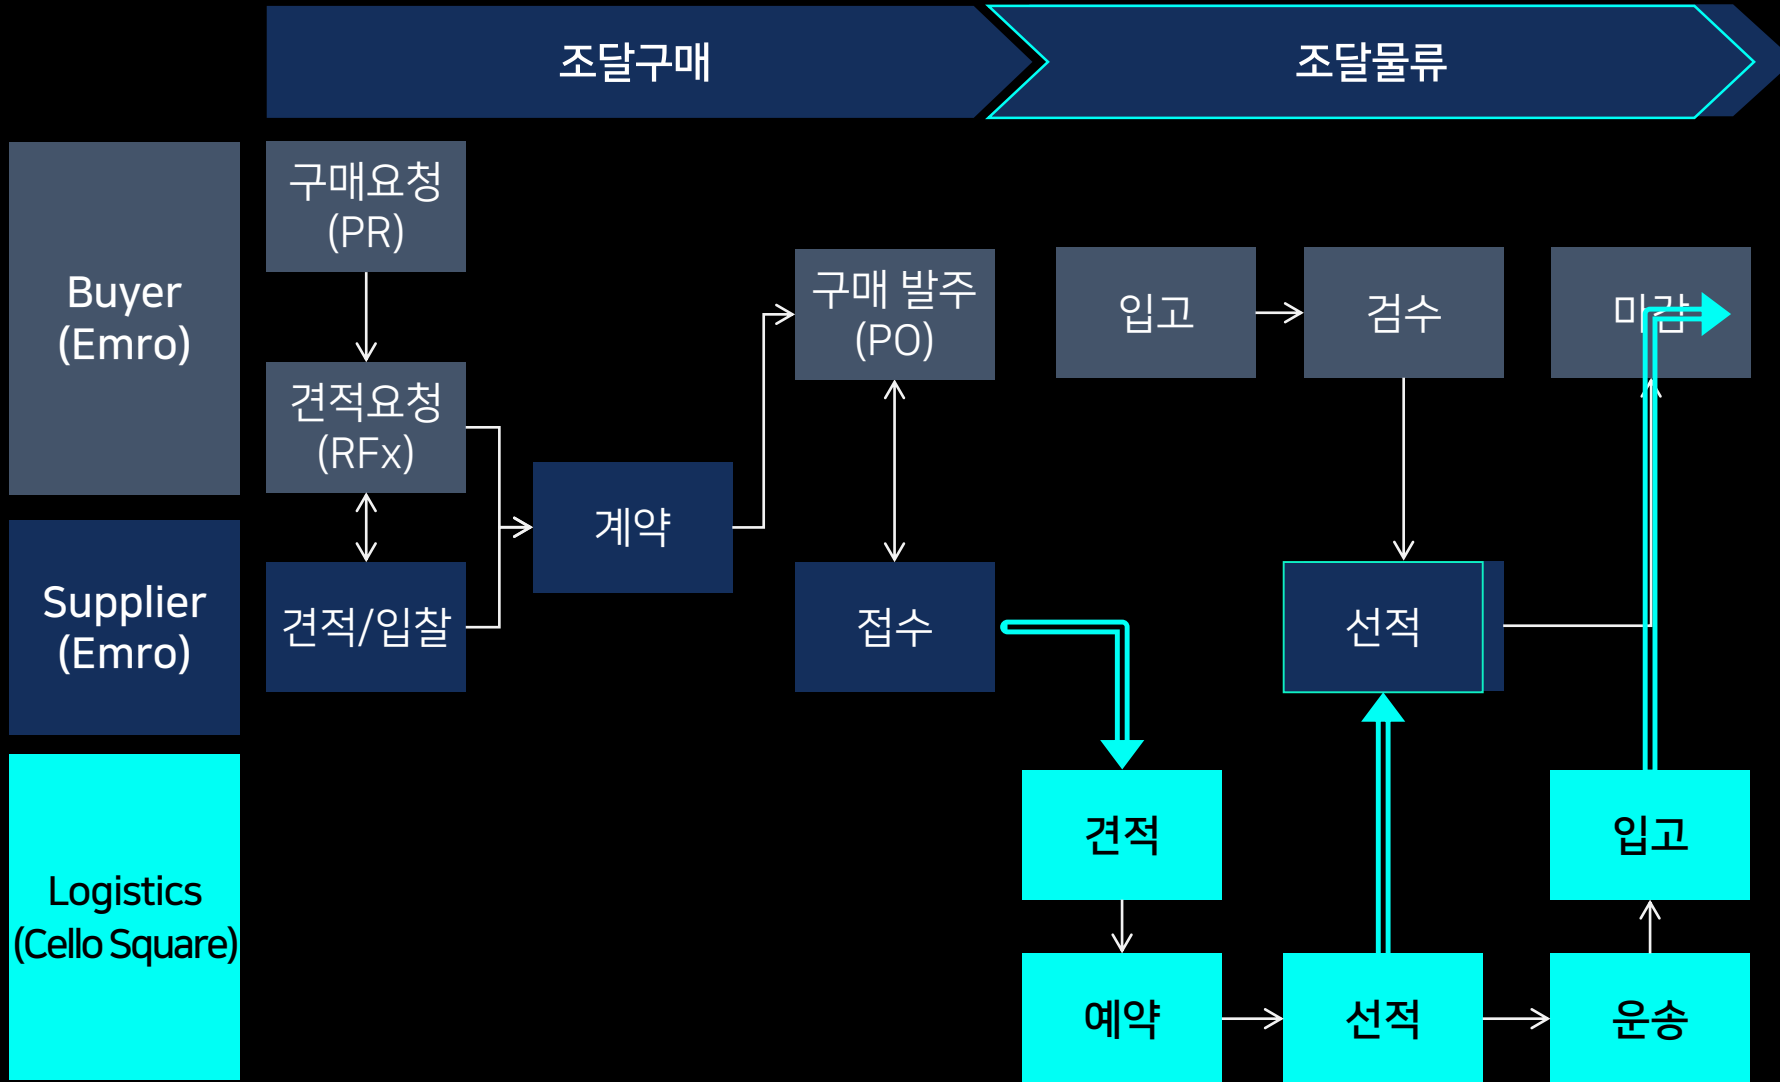 조달구매
조달물류
Buyer
(Emro)
구매요청
(PR)
견적요청
(RFx)
구매 발주
(PO)
입고
검수
마감
Supplier
(Emro)
견적/입찰
계약
접수
선적
Logistics
(Cello Square)
견적
입고
예약
선적
운송